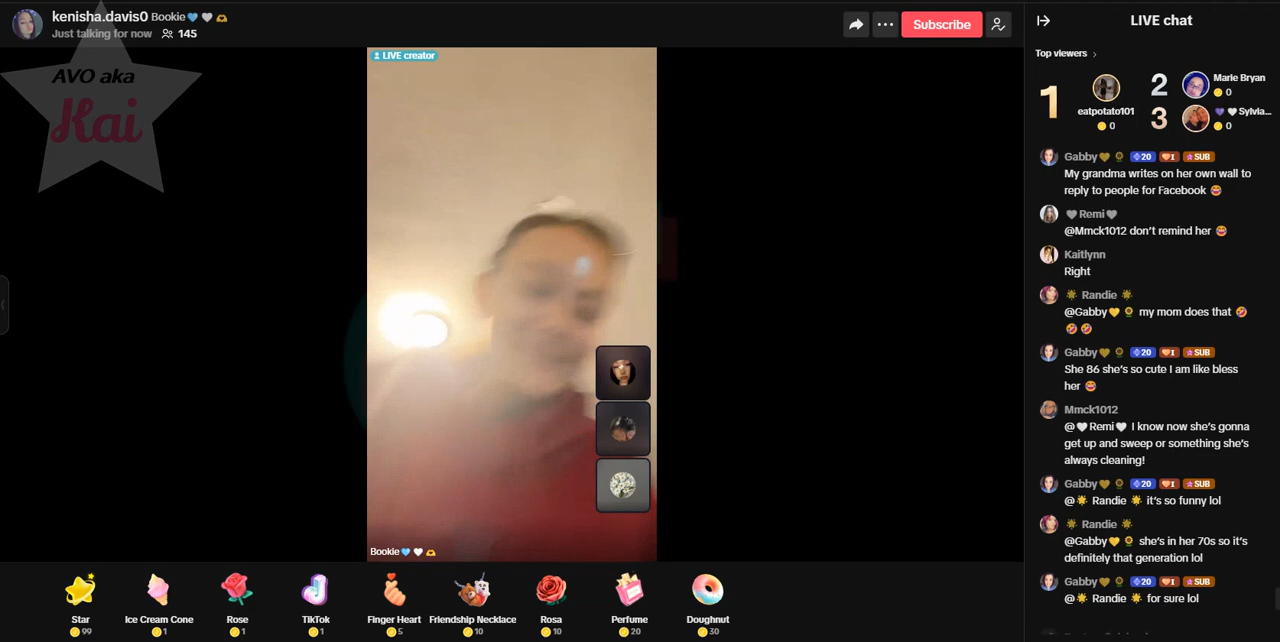 kenisha.davis0 Bookie🩵🤍🫶
Just talking for now 145
Subscribe
AVO aka
Kai
LIVE creator
Bookie🩵🤍🫶
Star
99
Ice Cream Cone
1
Rose
1
TikTok
1
Finger Heart
5
Friendship Necklace
10
Rosa
10
Perfume
20
Doughnut
30
LIVE chat
Top viewers >
1
eatpotato101
0
2
Marie Bryan
0
3
💜🤍Sylvia...
0
Gabby💛🌻 20 I SUB
My grandma writes on her own wall to
reply to people for Facebook 😂
🤍Remi🤍
@Mmck1012 don't remind her 😂
Kaitlynn
Right
🌟 Randie 🌟
@Gabby💛🌻 my mom does that 🤣
🤣🤣
Gabby💛🌻 20 I SUB
She 86 she's so cute I am like bless
her 😂
Mmck1012
@🤍Remi🤍 I know now she's gonna
get up and sweep or something she's
always cleaning!
Gabby💛🌻 20 I SUB
@🌟 Randie 🌟 it's so funny lol
🌟 Randie 🌟
@Gabby💛🌻 she's in her 70s so it's
definitely that generation lol
Gabby💛🌻 20 I SUB
@🌟 Randie 🌟 for sure lol